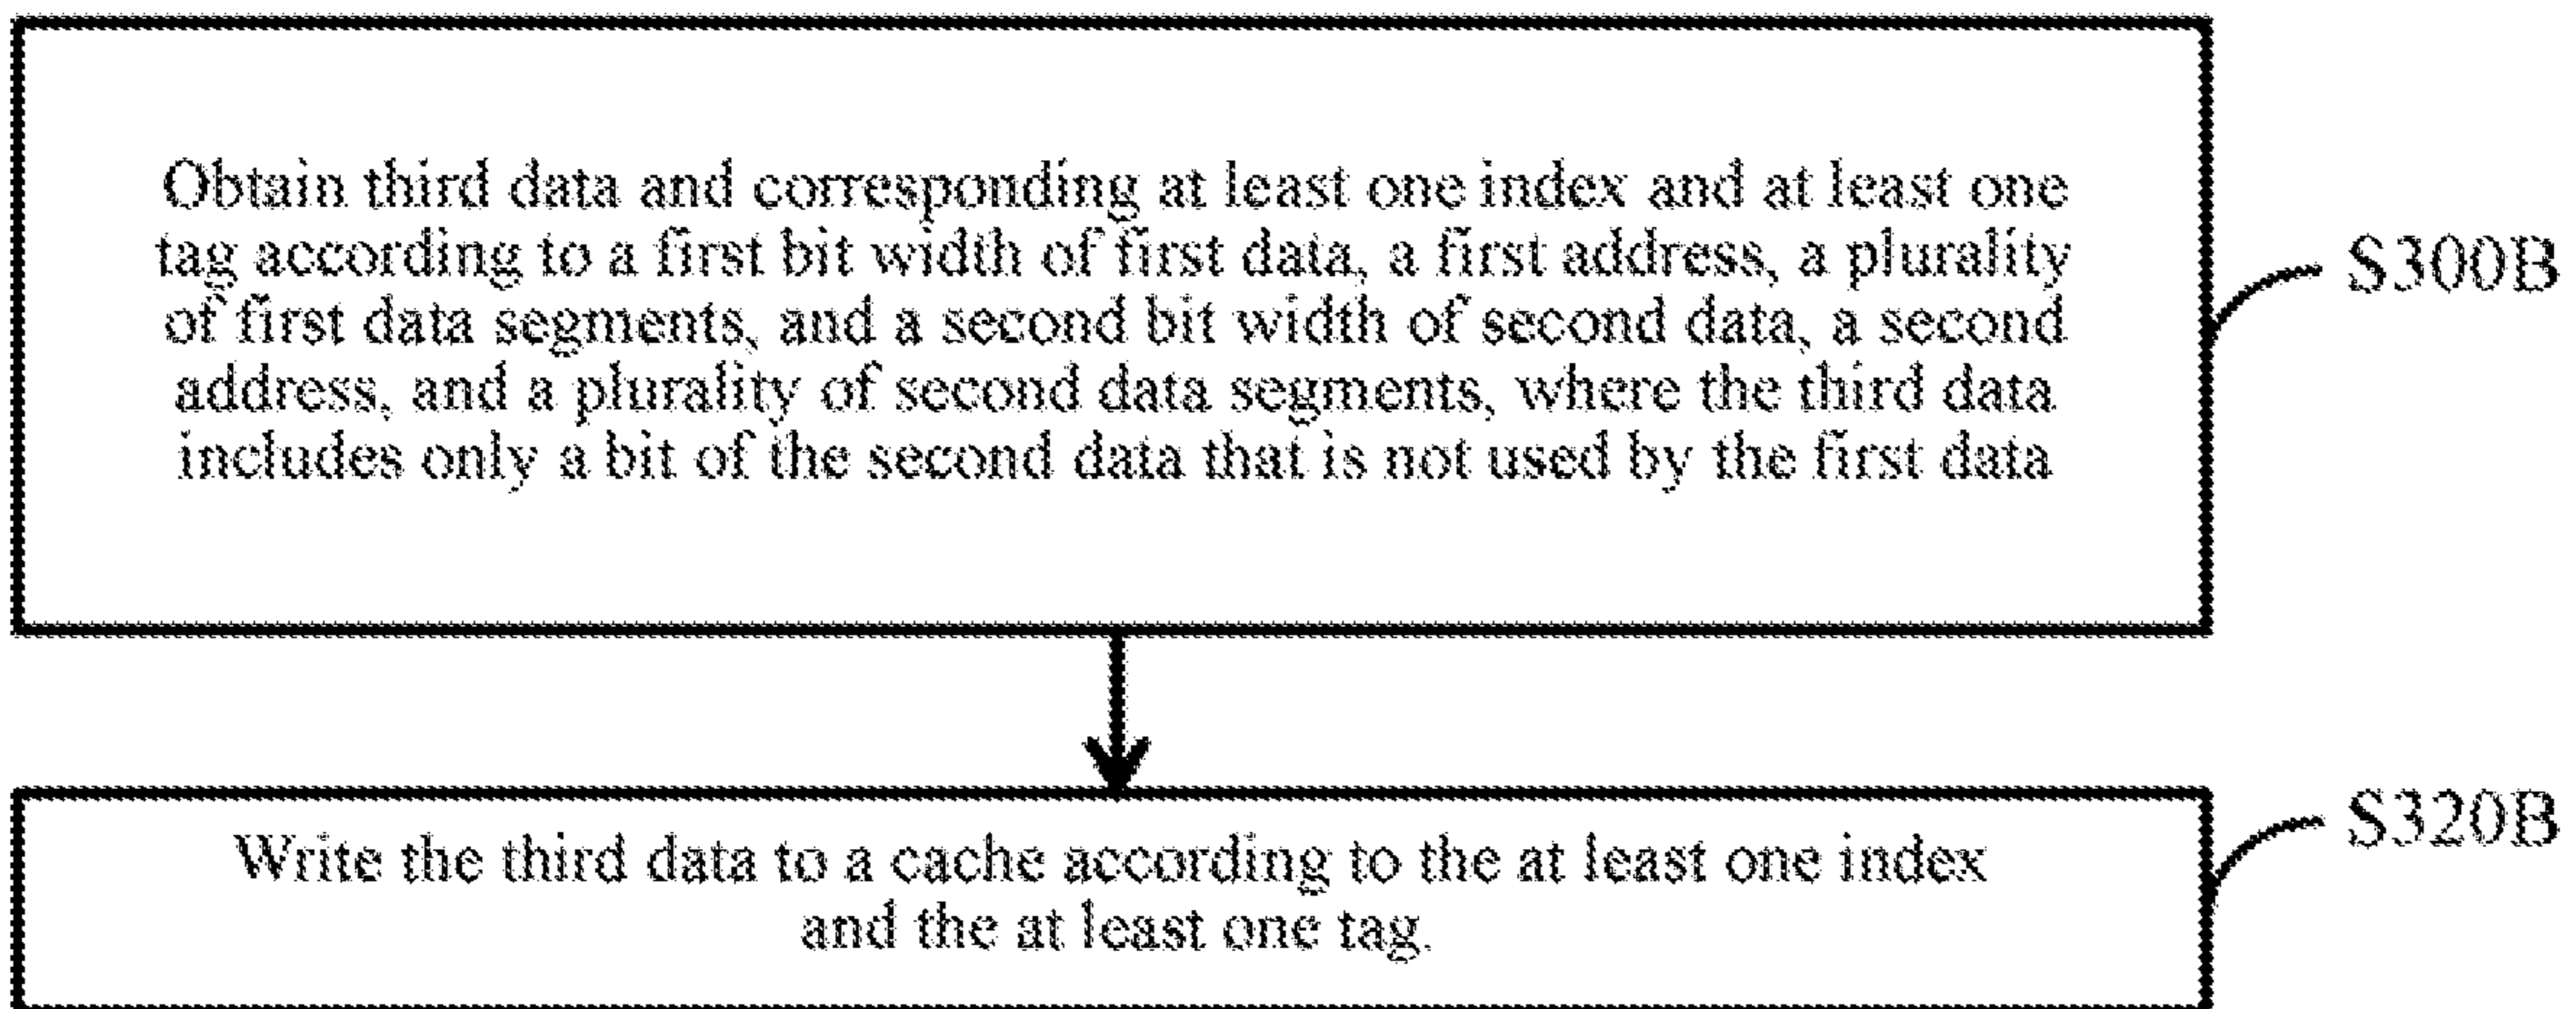 Obtain third data and corresponding at least one index and at least one
tag according to a first bit width of first data, a first address, a plurality
of first data segments, and a second bit width of second data, a second
address, and a plurality of second data segments, where the third data
includes only a bit of the second data that is not used by the first data
S300B
Write the third data to a cache according to the at least one index
and the at least one tag.
S320B